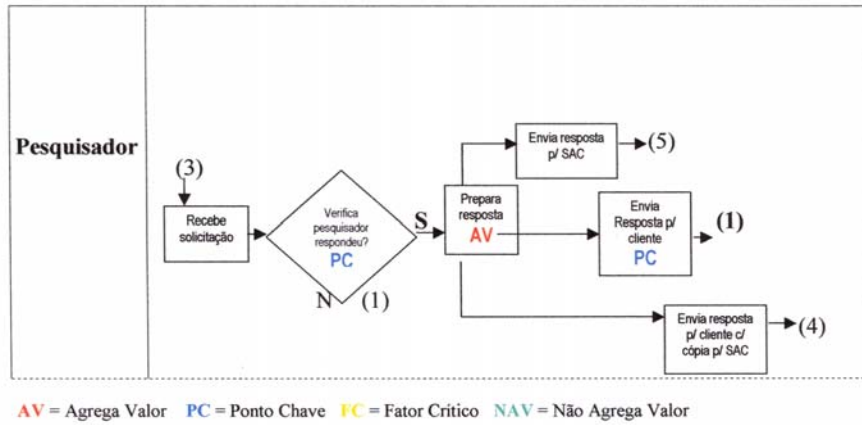 Pesquisador
(3)
Recebe
solicitação
Verifica
pesquisador
respondeu?
PC
N
(1)
S
Prepara
resposta
AV
Envia resposta
p/ SAC
(5)
Envia
Resposta p/
cliente
PC
(1)
Envia resposta
p/ cliente c/
cópia p/ SAC
(4)
AV = Agrega Valor PC = Ponto Chave FC = Fator Crítico NAV = Não Agrega Valor